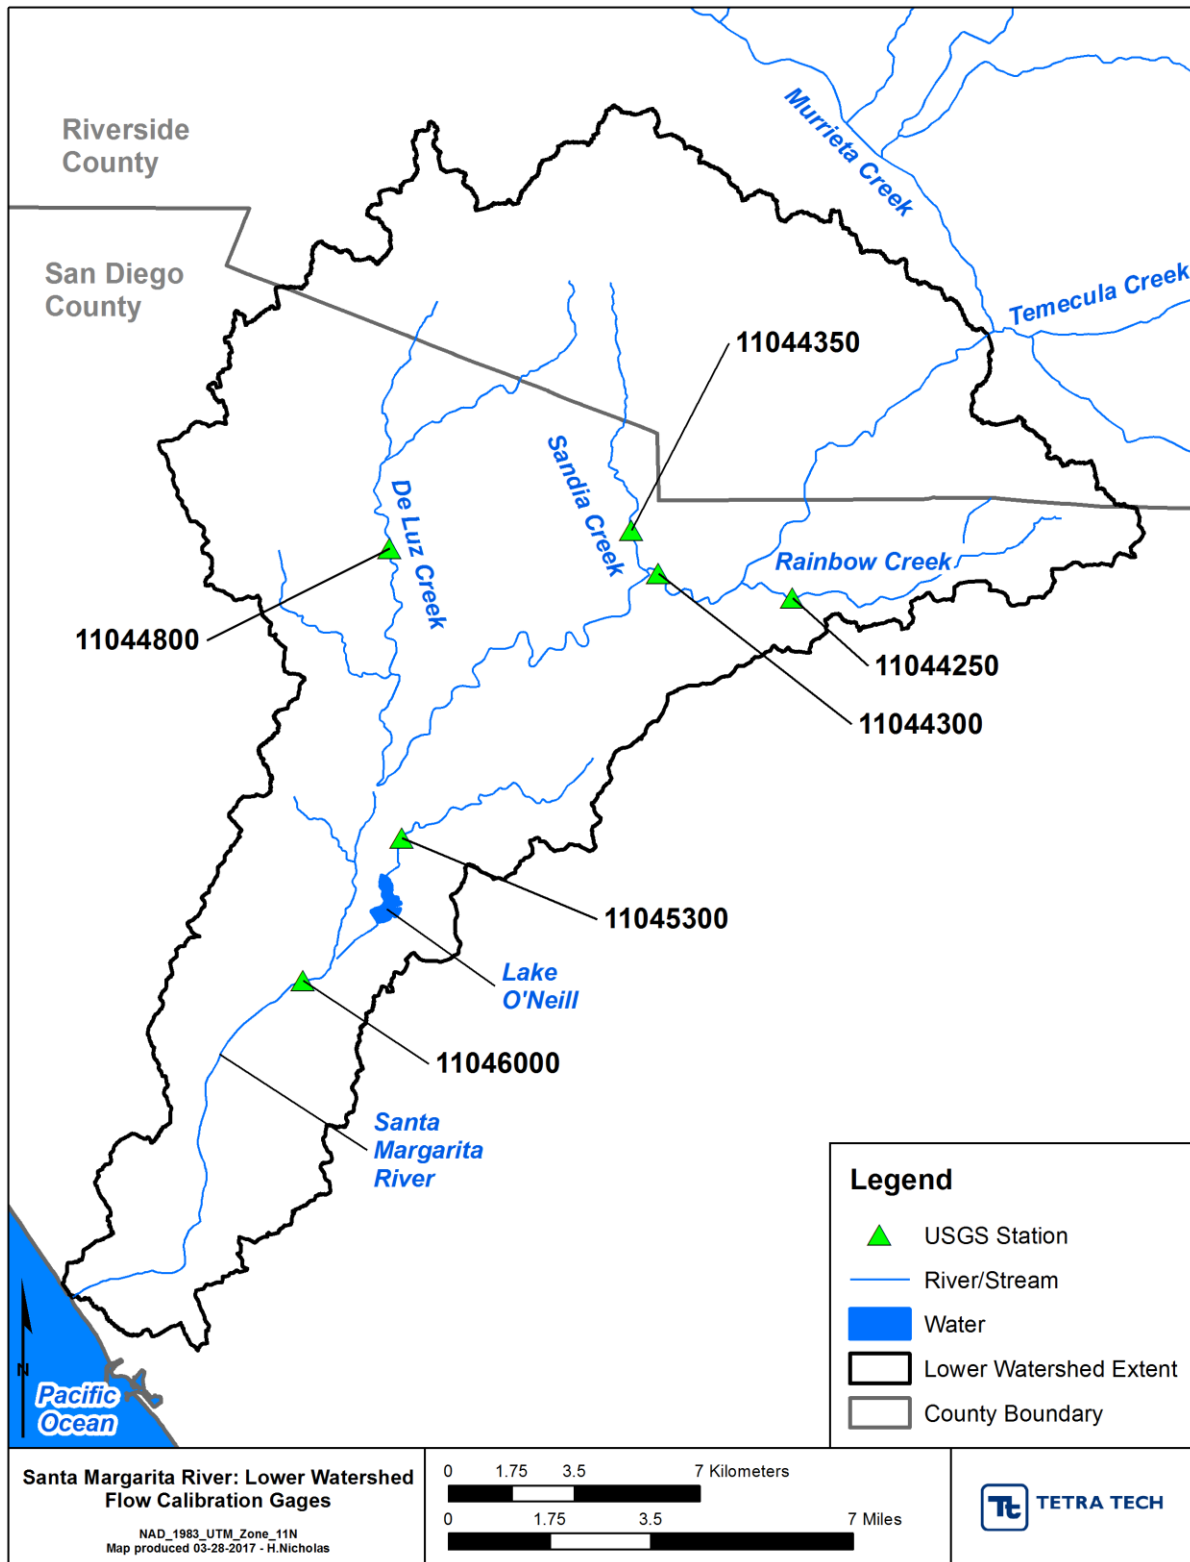 Riverside
County
San Diego
County
Murrieta Creek
Temecula Creek
11044350
Sandia Creek
De Luz Creek
Rainbow Creek
11044800
11044250
11044300
11045300
Lake
O'Neill
11046000
Santa
Margarita
River
N
Pacific
Ocean
Legend
USGS Station
River/Stream
Water
Lower Watershed Extent
County Boundary
Santa Margarita River: Lower Watershed
Flow Calibration Gages
NAD_1983_UTM_Zone_11N
Map produced 03-28-2017 - H.Nicholas
0 1.75 3.5 7 Kilometers
0 1.75 3.5 7 Miles
Tt TETRA TECH